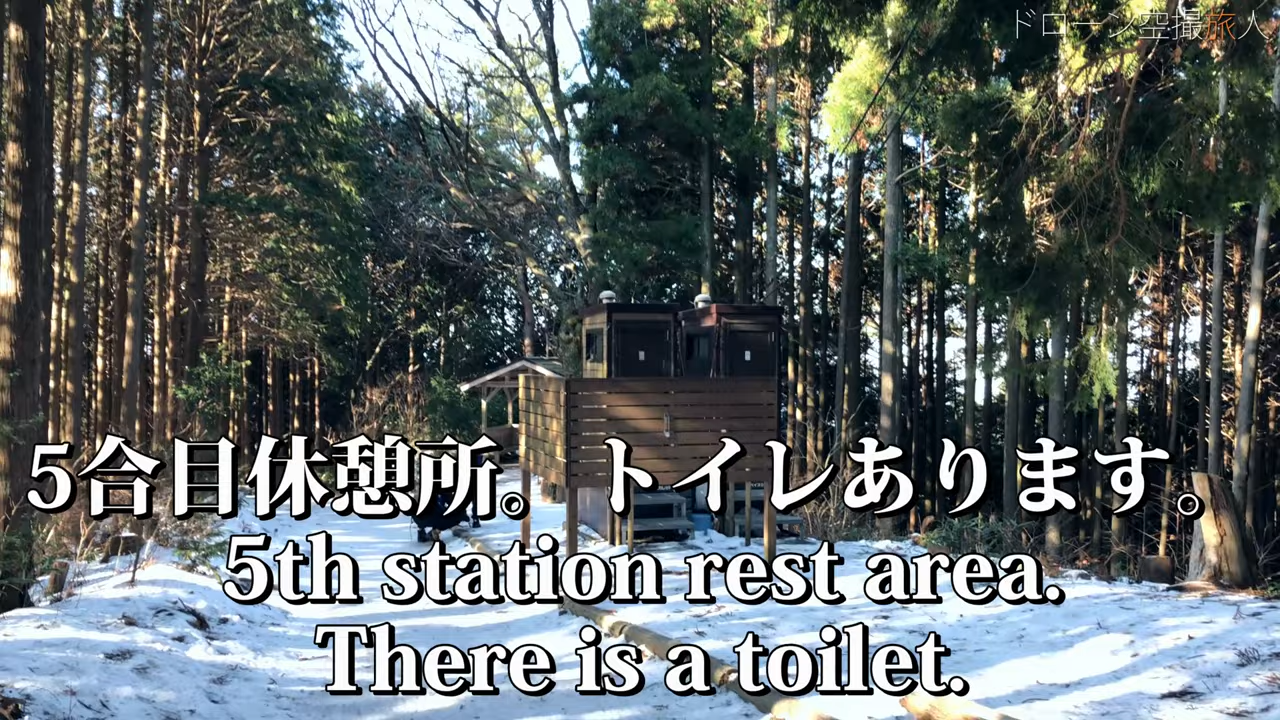 ドローン空撮旅人
5合目休憩所。トイレあります。
5th station rest area.
There is a toilet.